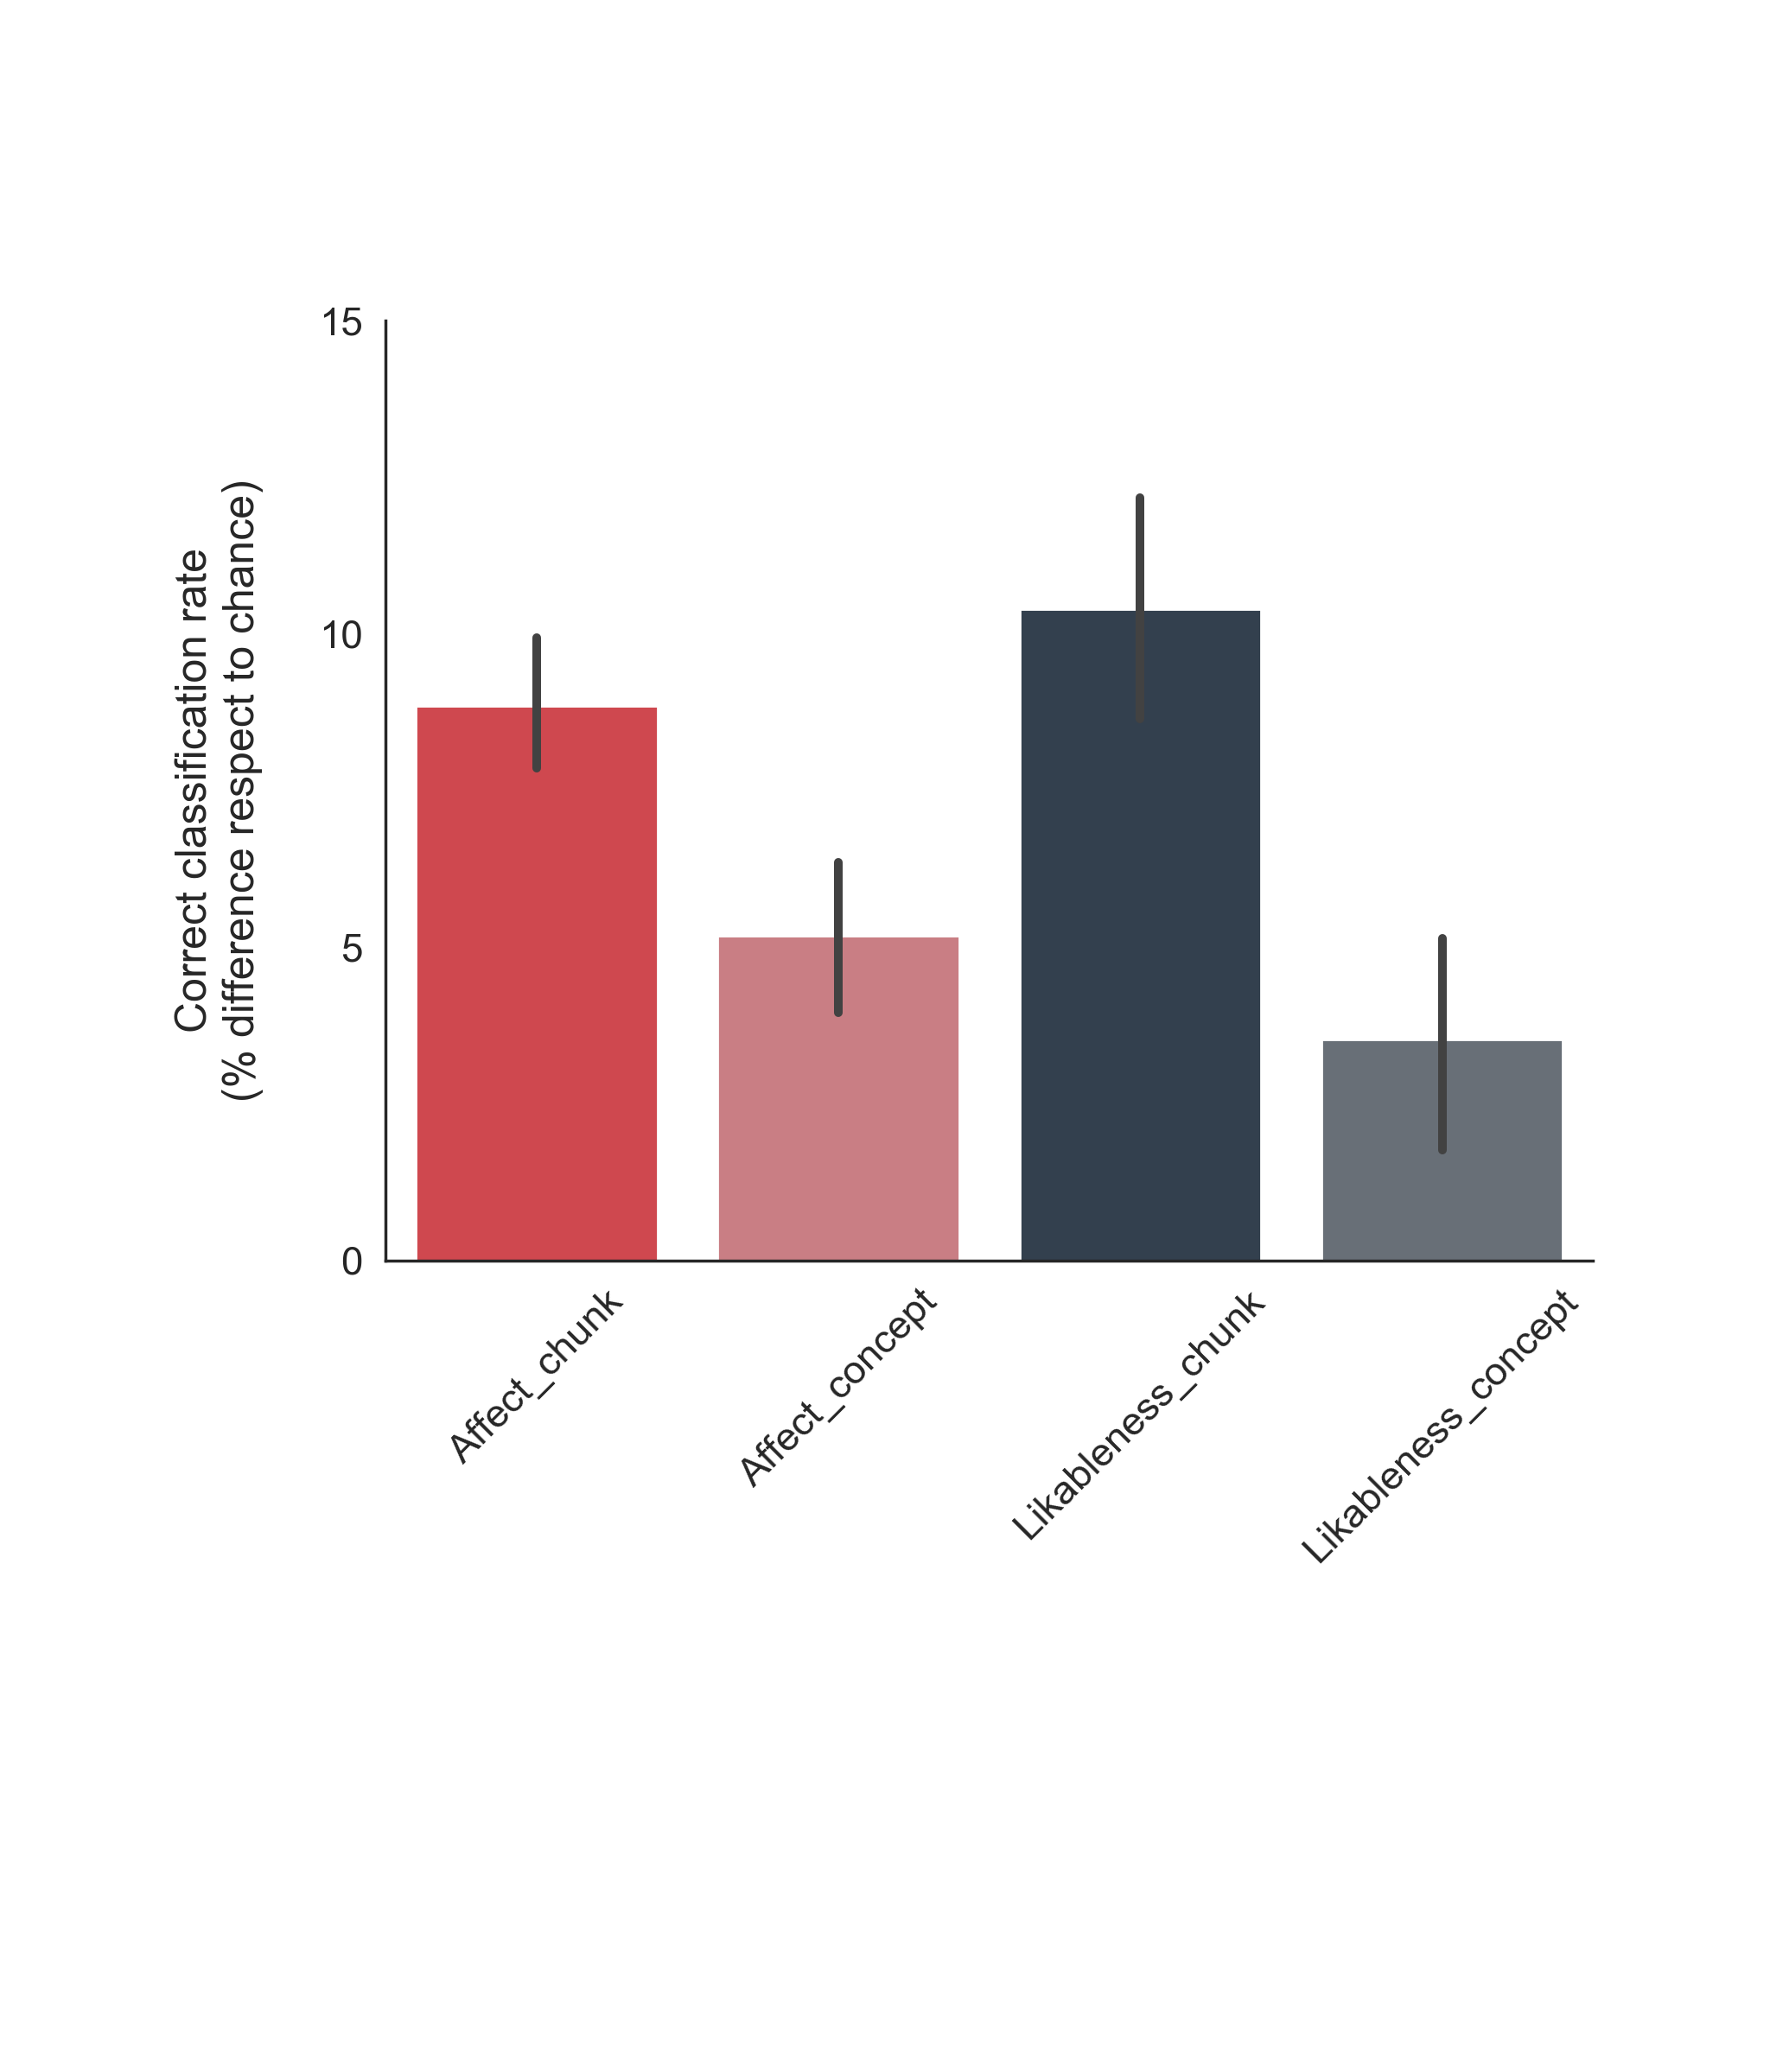 Correct classification rate
(% difference respect to chance)
15
10
5
0
Affect_chunk
Affect_concept
Likableness_chunk
Likableness_concept